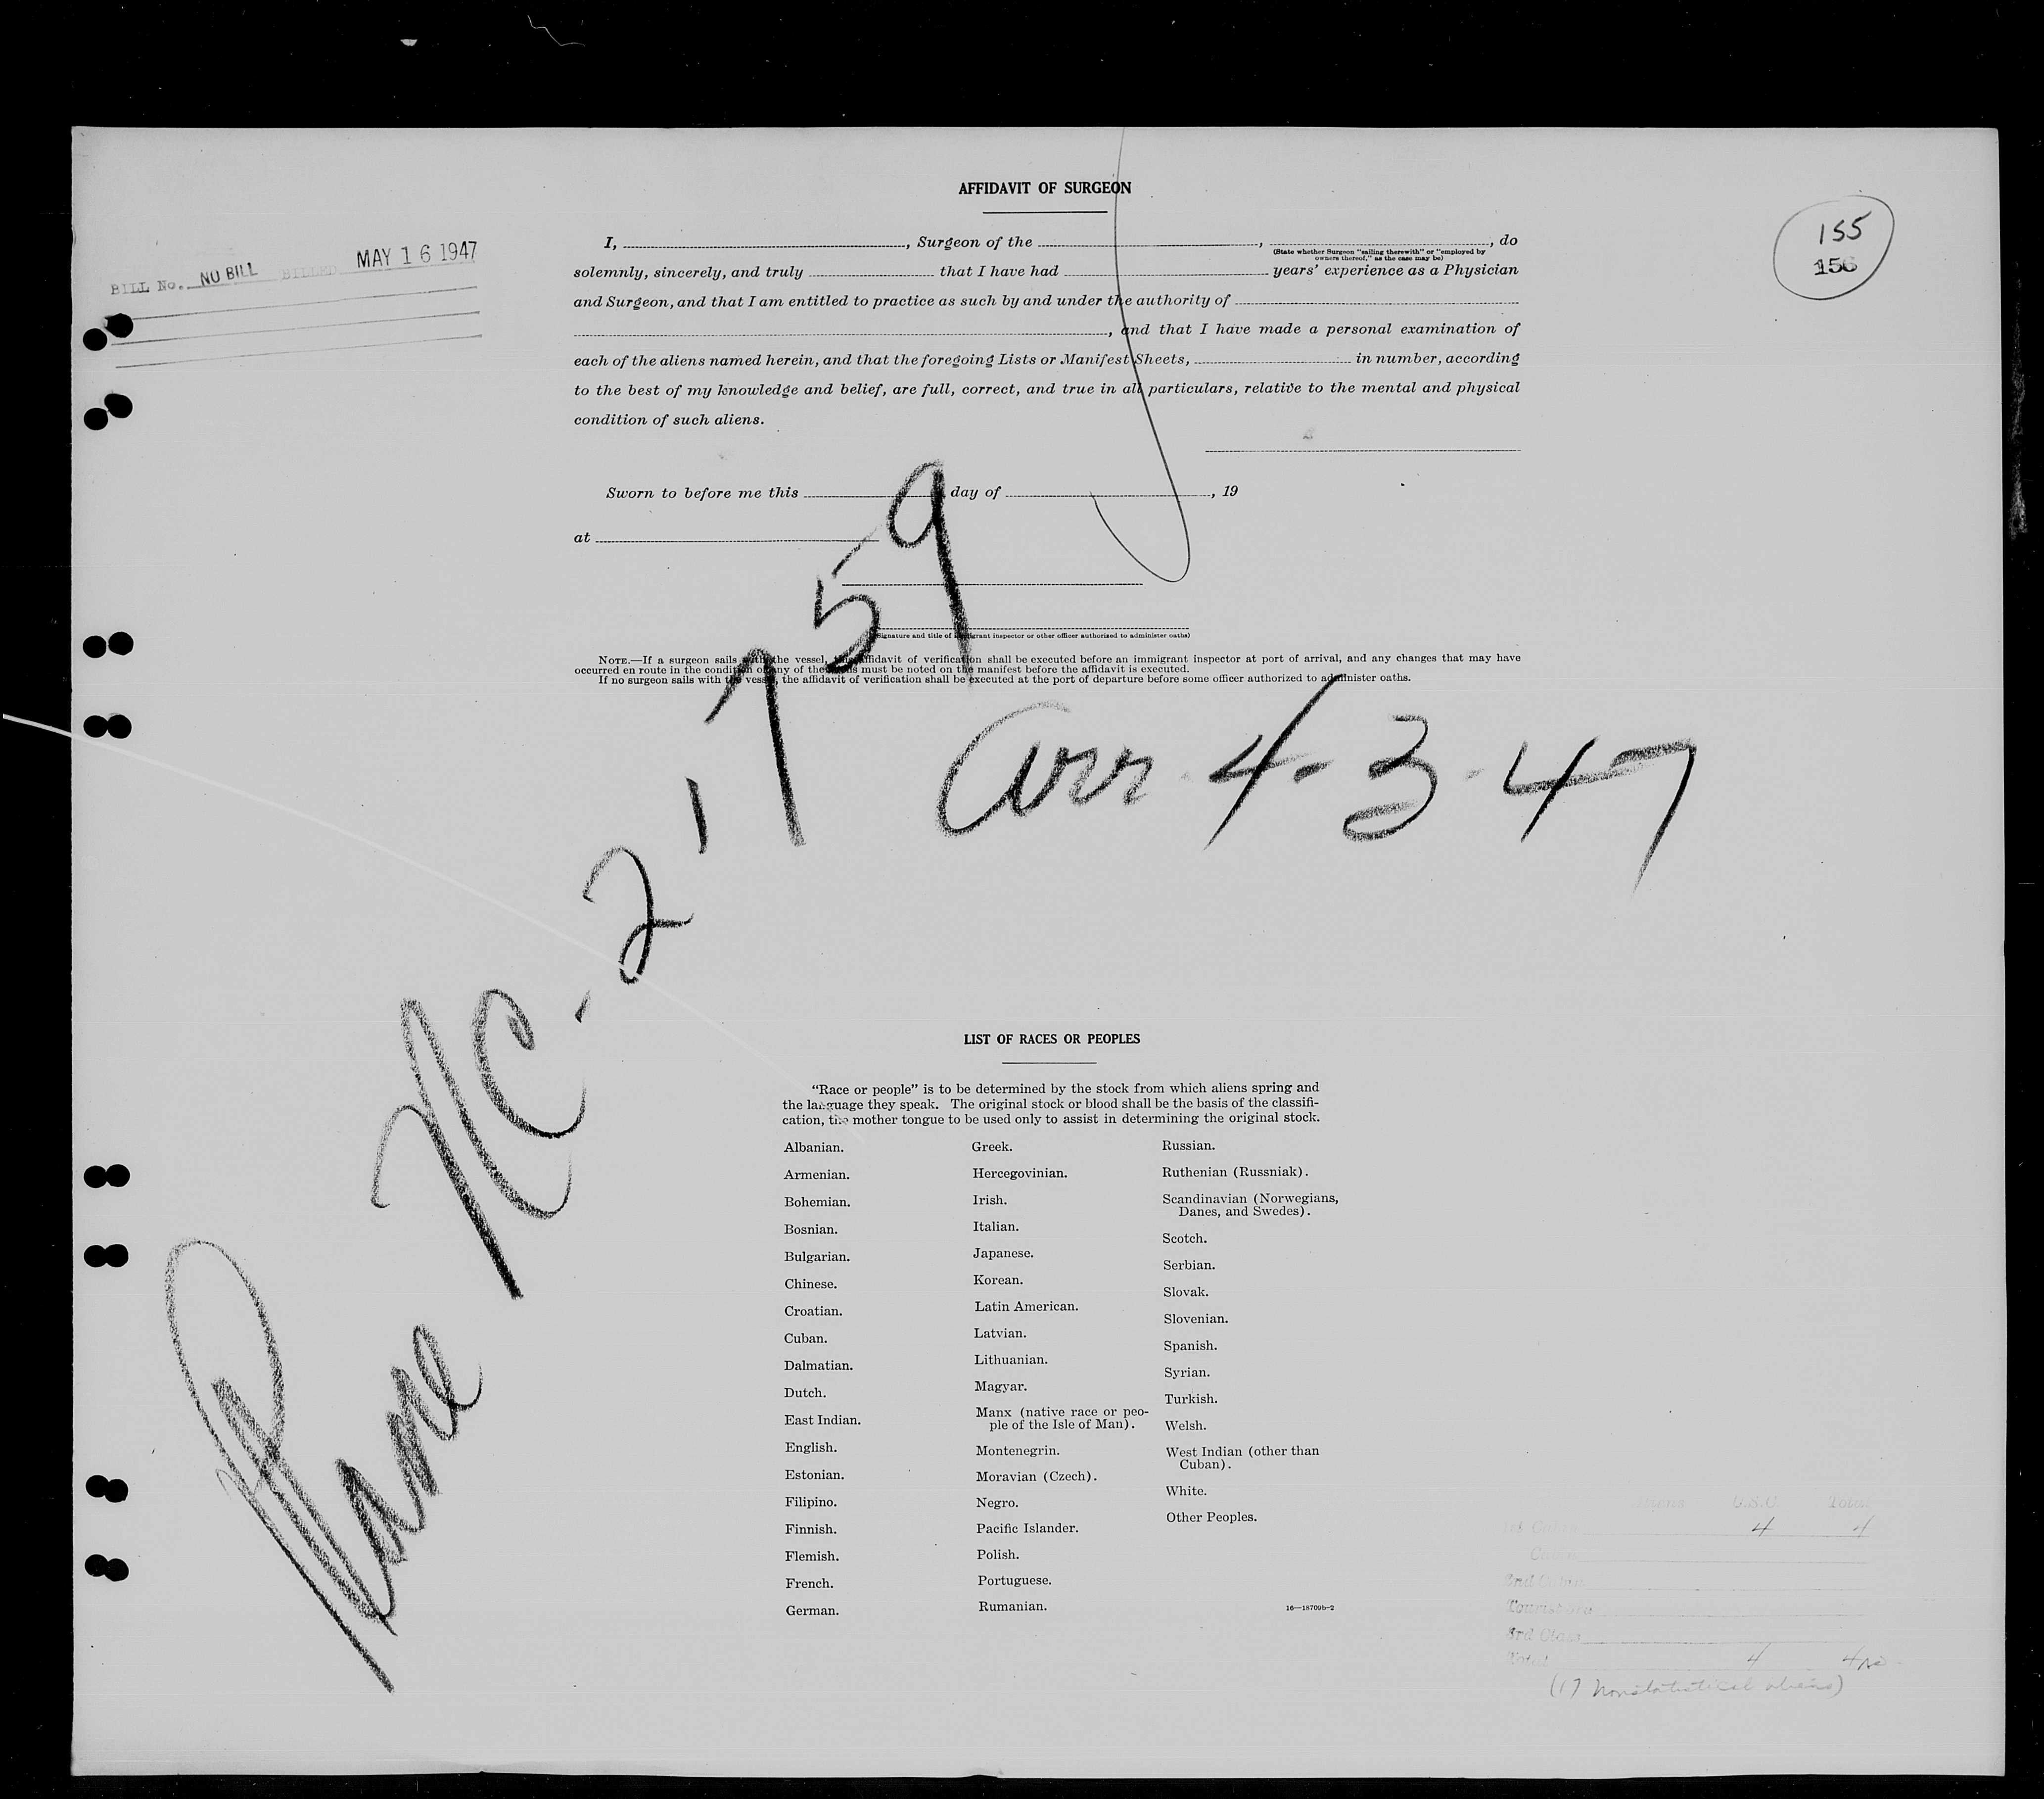 AFFIDAVIT OF SURGEON
155
156
BILL No. NO BILL BILLED MAY 16 1947
I, , Surgeon of the , , do
(State whether Surgeon "sailing therewith" or "employed by
owners thereof," as the case may be)
solemnly, sincerely, and truly that I have had years' experience as a Physician
and Surgeon, and that I am entitled to practice as such by and under the authority of
, and that I have made a personal examination of
each of the aliens named herein, and that the foregoing Lists or Manifest Sheets, in number, according
to the best of my knowledge and belief, are full, correct, and true in all particulars, relative to the mental and physical
condition of such aliens.
Sworn to before me this day of , 19
at
(Signature and title of immigrant inspector or other officer authorized to administer oaths)
NOTE.—If a surgeon sails with the vessel, the affidavit of verification shall be executed before an immigrant inspector at port of arrival, and any changes that may have
occurred en route in the condition of any of the aliens must be noted on the manifest before the affidavit is executed.
If no surgeon sails with the vessel, the affidavit of verification shall be executed at the port of departure before some officer authorized to administer oaths.
Plane NC-21759
Arr 4-3-47
LIST OF RACES OR PEOPLES
"Race or people" is to be determined by the stock from which aliens spring and
the language they speak. The original stock or blood shall be the basis of the classifi-
cation, the mother tongue to be used only to assist in determining the original stock.
Albanian.
Armenian.
Bohemian.
Bosnian.
Bulgarian.
Chinese.
Croatian.
Cuban.
Dalmatian.
Dutch.
East Indian.
English.
Estonian.
Filipino.
Finnish.
Flemish.
French.
German.
Greek.
Hercegovinian.
Irish.
Italian.
Japanese.
Korean.
Latin American.
Latvian.
Lithuanian.
Magyar.
Manx (native race or peo-
ple of the Isle of Man).
Montenegrin.
Moravian (Czech).
Negro.
Pacific Islander.
Polish.
Portuguese.
Rumanian.
Russian.
Ruthenian (Russniak).
Scandinavian (Norwegians,
Danes, and Swedes).
Scotch.
Serbian.
Slovak.
Slovenian.
Spanish.
Syrian.
Turkish.
Welsh.
West Indian (other than
Cuban).
White.
Other Peoples.
16—18709b-2
Aliens U.S.C. Total
1st Cabin 4 4
Cabin
2nd Cabin
Tourist
3rd Class
Total 4 4
(17 nonstatistical aliens)